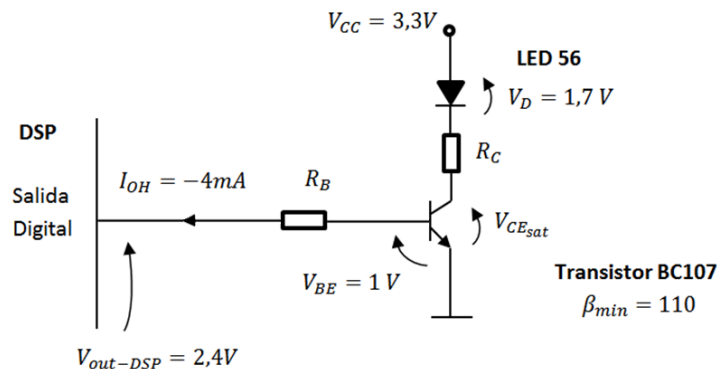 V_CC = 3,3V
LED 56
V_D = 1,7 V
DSP
R_C
I_OH = −4mA
R_B
Salida
Digital
V_CE_sat
V_BE = 1 V
Transistor BC107
β_min = 110
V_out−DSP = 2,4V